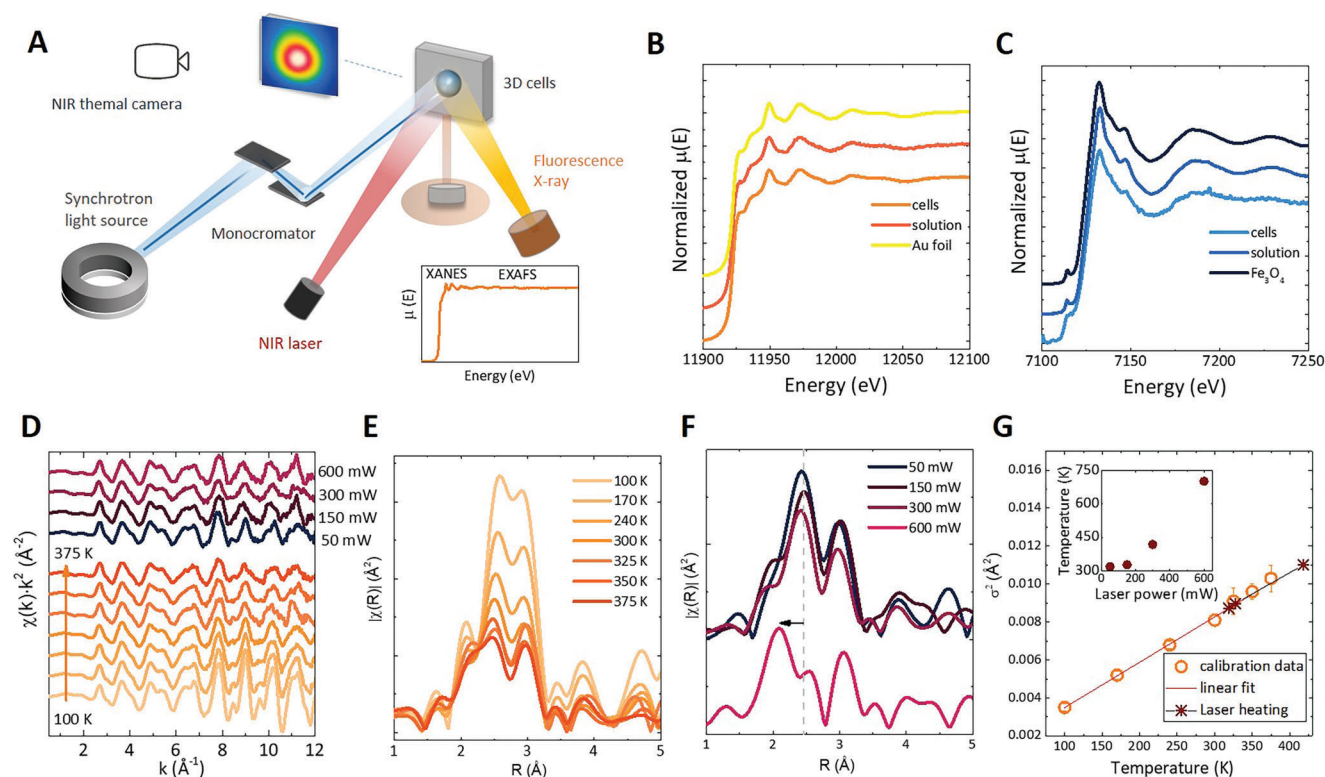 A
NIR themal camera
3D cells
Fluorescence
X-ray
Synchrotron
light source
Monocromator
NIR laser
XANES EXAFS
μ (E)
Energy (eV)
B
Normalized μ(E)
cells
solution
Au foil
11900 11950 12000 12050 12100
Energy (eV)
C
Normalized μ(E)
cells
solution
Fe₃O₄
7100 7150 7200 7250
Energy (eV)
D
χ(k)·k² (Å⁻²)
600 mW
300 mW
150 mW
50 mW
375 K
100 K
2 4 6 8 10 12
k (Å⁻¹)
E
|χ(R)| (Å²)
100 K
170 K
240 K
300 K
325 K
350 K
375 K
1 2 3 4 5
R (Å)
F
|χ(R)| (Å²)
50 mW
150 mW
300 mW
600 mW
1 2 3 4 5
R (Å)
G
σ² (Å²)
0.016
0.014
0.012
0.010
0.008
0.006
0.004
0.002
0.000
Temperature (K)
750
600
450
300
0 200 400 600
Laser power (mW)
calibration data
linear fit
Laser heating
100 150 200 250 300 350 400
Temperature (K)